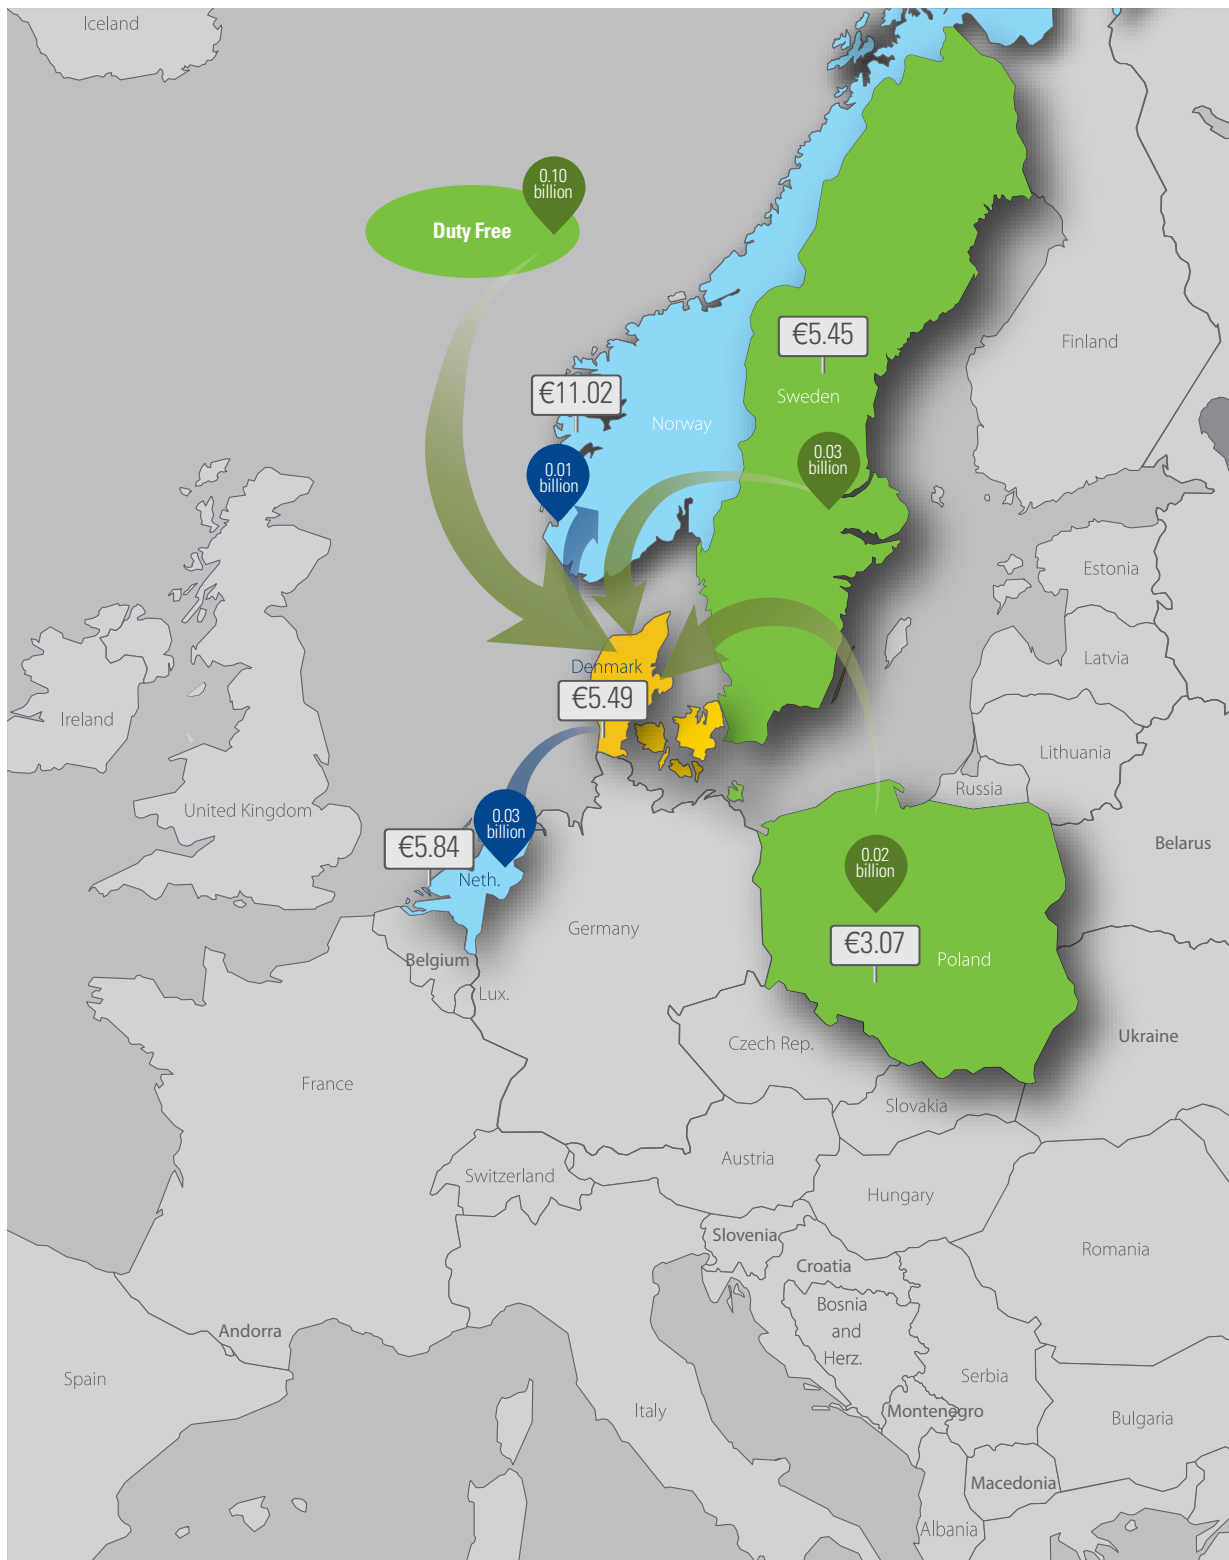 Iceland
0.10
billion
Duty Free
€5.45
Finland
€11.02
Sweden
Norway
0.03
billion
0.01
billion
Estonia
Latvia
Denmark
€5.49
Ireland
Lithuania
Russia
United Kingdom
0.03
billion
€5.84
Belarus
0.02
billion
Neth.
Germany
€3.07
Poland
Belgium
Lux.
Ukraine
Czech Rep.
France
Slovakia
Austria
Switzerland
Hungary
Slovenia
Romania
Croatia
Bosnia
and
Herz.
Andorra
Spain
Serbia
Italy
Montenegro
Bulgaria
Macedonia
Albania